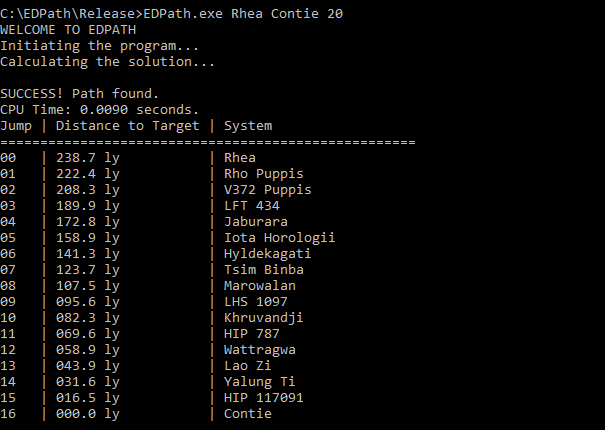 C:\EDPath\Release>EDPath.exe Rhea Contie 20
WELCOME TO EDPATH
Initiating the program...
Calculating the solution...

SUCCESS! Path found.
CPU Time: 0.0090 seconds.
Jump | Distance to Target | System
====================================================
00   | 238.7 ly           | Rhea
01   | 222.4 ly           | Rho Puppis
02   | 208.3 ly           | V372 Puppis
03   | 189.9 ly           | LFT 434
04   | 172.8 ly           | Jaburara
05   | 158.9 ly           | Iota Horologii
06   | 141.3 ly           | Hyldekagati
07   | 123.7 ly           | Tsim Binba
08   | 107.5 ly           | Marowalan
09   | 095.6 ly           | LHS 1097
10   | 082.3 ly           | Khruvandji
11   | 069.6 ly           | HIP 787
12   | 058.9 ly           | Wattragwa
13   | 043.9 ly           | Lao Zi
14   | 031.6 ly           | Yalung Ti
15   | 016.5 ly           | HIP 117091
16   | 000.0 ly           | Contie